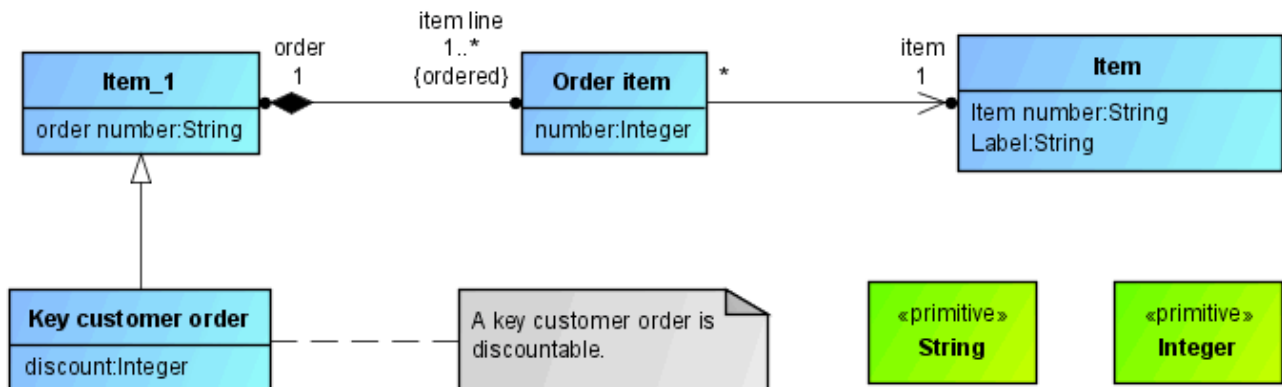 order
1
item line
1..*
{ordered}
item
1
Item_1
order number:String
Order item
number:Integer
*
Item
Item number:String
Label:String
Key customer order
discount:Integer
A key customer order is
discountable.
«primitive»
String
«primitive»
Integer